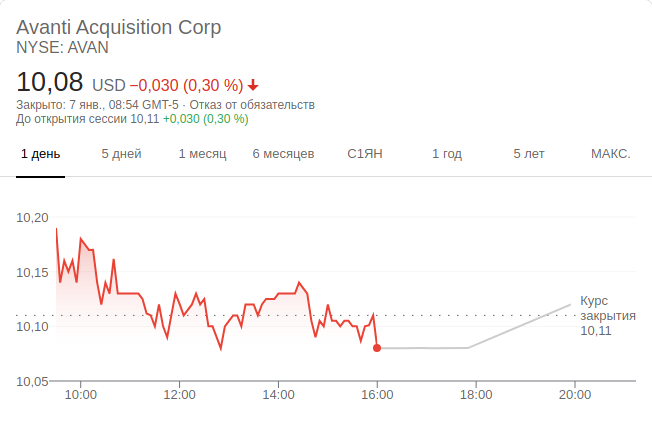 Avanti Acquisition Corp
NYSE: AVAN
10,08 USD −0,030 (0,30 %)
Закрыто: 7 янв., 08:54 GMT-5 · Отказ от обязательств
До открытия сессии 10,11 +0,030 (0,30 %)
1 день 5 дней 1 месяц 6 месяцев С1ЯН 1 год 5 лет МАКС.
10,20
10,15
Курс
закрытия
10,11
10,10
10,05
10:00 12:00 14:00 16:00 18:00 20:00